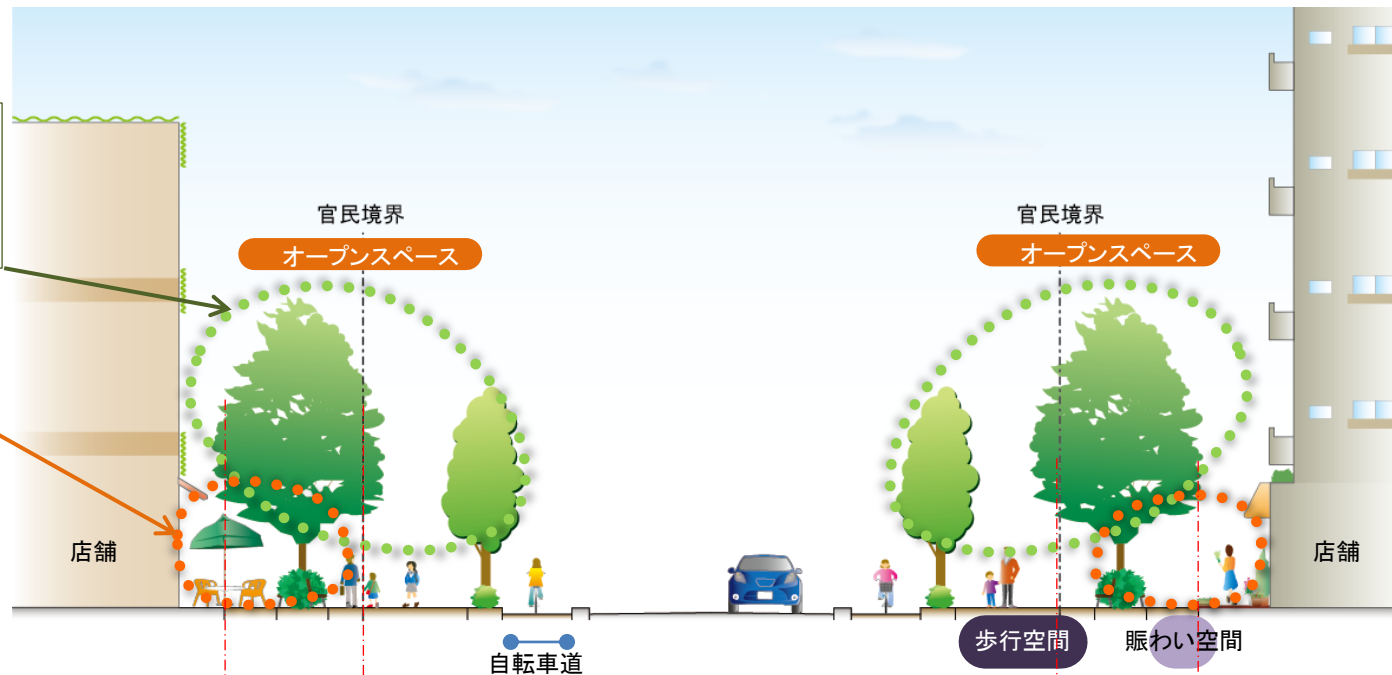 官民境界
オープンスペース
官民境界
オープンスペース
店舗
店舗
自転車道
歩行空間
賑わい空間